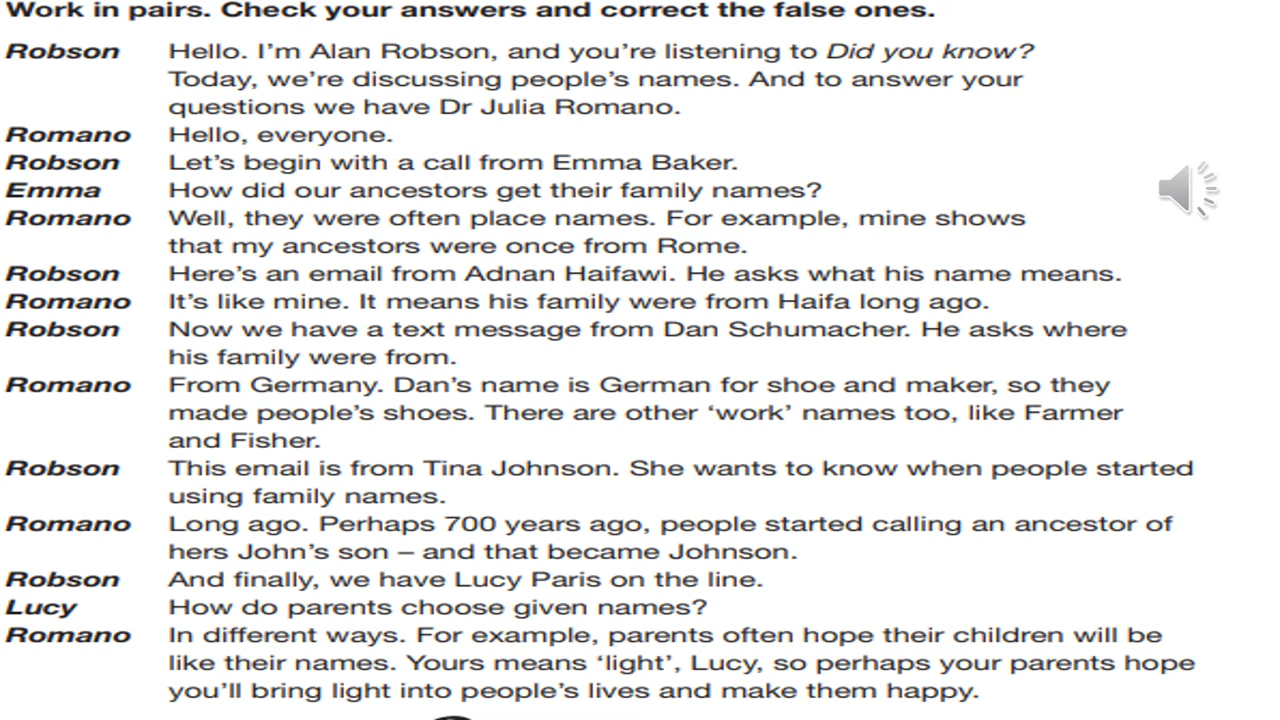 Work in pairs. Check your answers and correct the false ones.
Robson Hello. I'm Alan Robson, and you're listening to Did you know?
Today, we're discussing people's names. And to answer your
questions we have Dr Julia Romano.
Romano Hello, everyone.
Robson Let's begin with a call from Emma Baker.
Emma How did our ancestors get their family names?
Romano Well, they were often place names. For example, mine shows
that my ancestors were once from Rome.
Robson Here's an email from Adnan Haifawi. He asks what his name means.
Romano It's like mine. It means his family were from Haifa long ago.
Robson Now we have a text message from Dan Schumacher. He asks where
his family were from.
Romano From Germany. Dan's name is German for shoe and maker, so they
made people's shoes. There are other ‘work’ names too, like Farmer
and Fisher.
Robson This email is from Tina Johnson. She wants to know when people started
using family names.
Romano Long ago. Perhaps 700 years ago, people started calling an ancestor of
hers John's son – and that became Johnson.
Robson And finally, we have Lucy Paris on the line.
Lucy How do parents choose given names?
Romano In different ways. For example, parents often hope their children will be
like their names. Yours means ‘light’, Lucy, so perhaps your parents hope
you'll bring light into people's lives and make them happy.